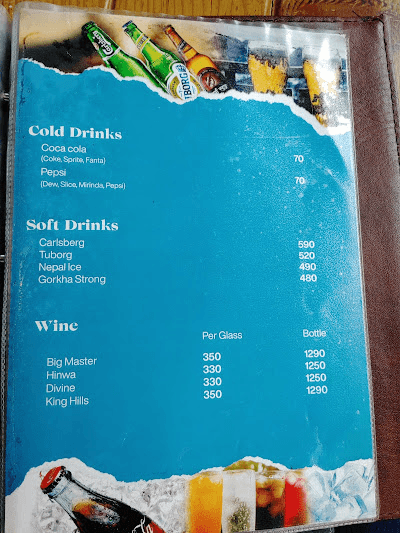 Carlsberg
TUBORG
Cold Drinks
Coca cola
(Coke, Sprite, Fanta) 70
Pepsi
(Dew, Slice, Mirinda, Pepsi) 70
Soft Drinks
Carlsberg 590
Tuborg 520
Nepal Ice 490
Gorkha Strong 480
Wine Per Glass Bottle
Big Master 350 1290
Hinwa 330 1250
Divine 330 1250
King Hills 350 1290